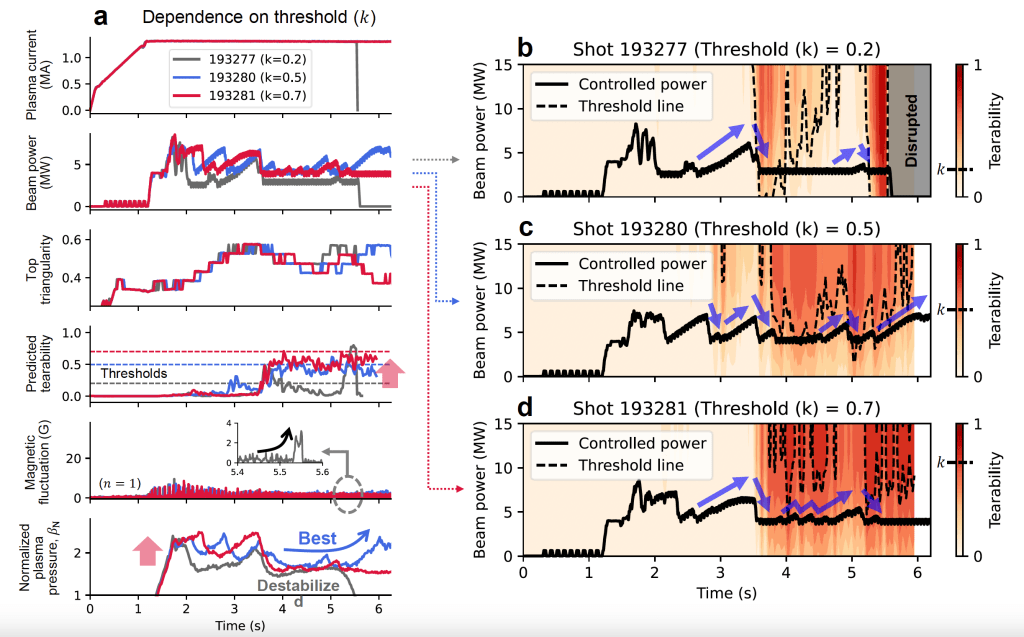 a
Dependence on threshold (k)
Plasma current
(MA)
1.0
0.5
0.0
193277 (k=0.2)
193280 (k=0.5)
193281 (k=0.7)
Beam power
(MW)
5
0
Top
triangularity
0.6
0.4
Predicted
tearability
1.0
0.5
0.0
Thresholds
Magnetic
fluctuation (G)
20
0
(n = 1)
4
2
0
5.4 5.5 5.6
Normalized
plasma
pressure, βN
2
1
Best
Destabilize
d
0 1 2 3 4 5 6
Time (s)
b
Shot 193277 (Threshold (k) = 0.2)
Beam power (MW)
15
10
5
0
Controlled power
Threshold line
Disrupted
1
k
0
Tearability
c
Shot 193280 (Threshold (k) = 0.5)
Beam power (MW)
15
10
5
0
Controlled power
Threshold line
1
k
0
Tearability
d
Shot 193281 (Threshold (k) = 0.7)
Beam power (MW)
15
10
5
0
Controlled power
Threshold line
1
k
0
Tearability
0 1 2 3 4 5 6
Time (s)